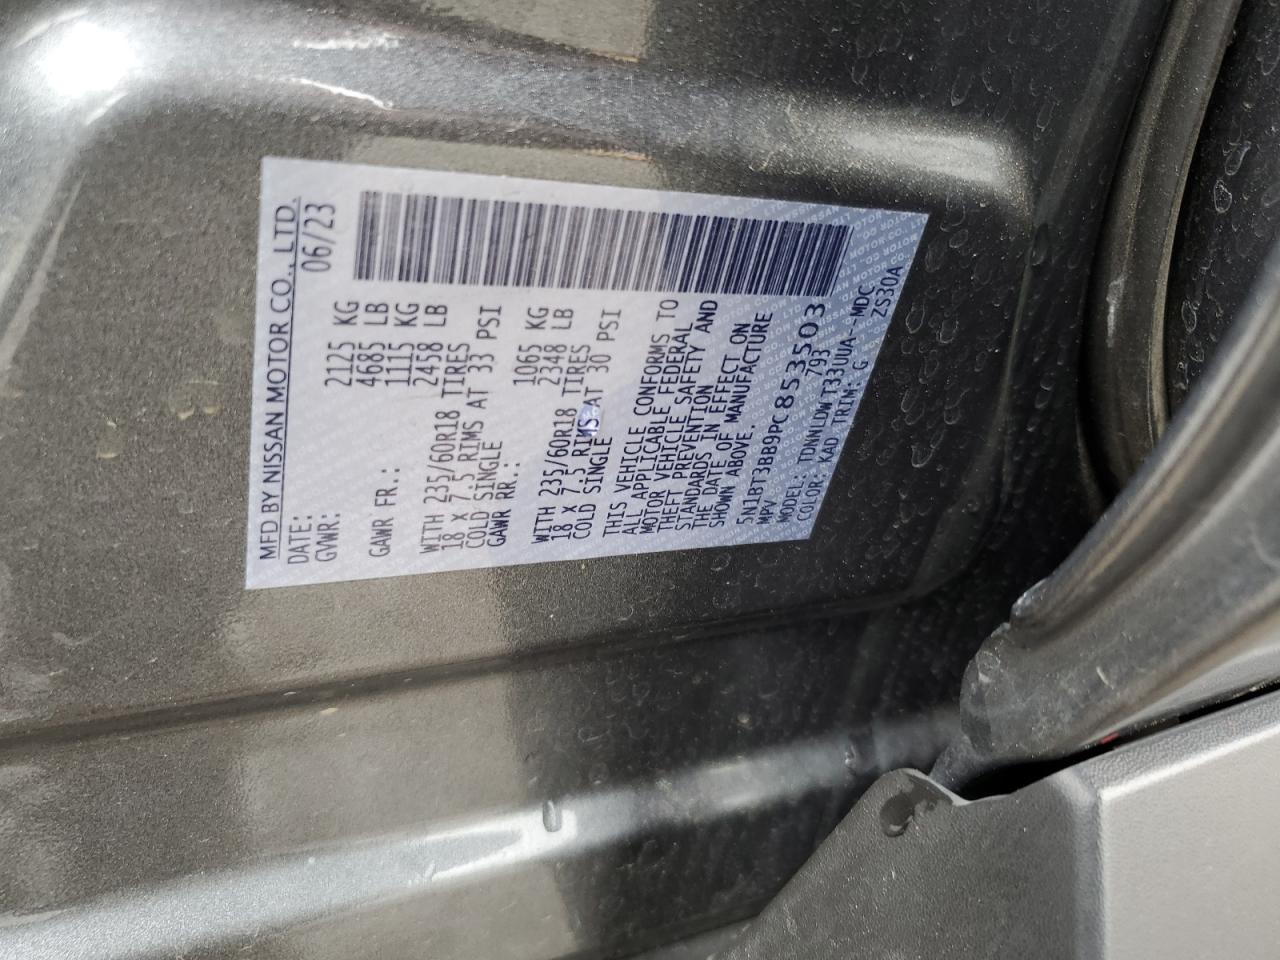 MFD BY NISSAN MOTOR CO., LTD.
DATE: 06/23
GVWR: 2125 KG
4685 LB
GAWR FR.: 1115 KG
2458 LB
WITH 235/60R18 TIRES
18 x 7.5 RIMS AT 33 PSI
COLD SINGLE
GAWR RR.: 1065 KG
2348 LB
WITH 235/60R18 TIRES
18 x 7.5 RIMS AT 30 PSI
COLD SINGLE
THIS VEHICLE CONFORMS TO
ALL APPLICABLE FEDERAL
MOTOR VEHICLE SAFETY AND
THEFT PREVENTION
STANDARDS IN EFFECT ON
THE DATE OF MANUFACTURE
SHOWN ABOVE.
5N1BT3BB9PC853503
MPV 793
MODEL: TDNNLDWT33UUA- MDC
COLOR: KAD TRIM: G ZS30A